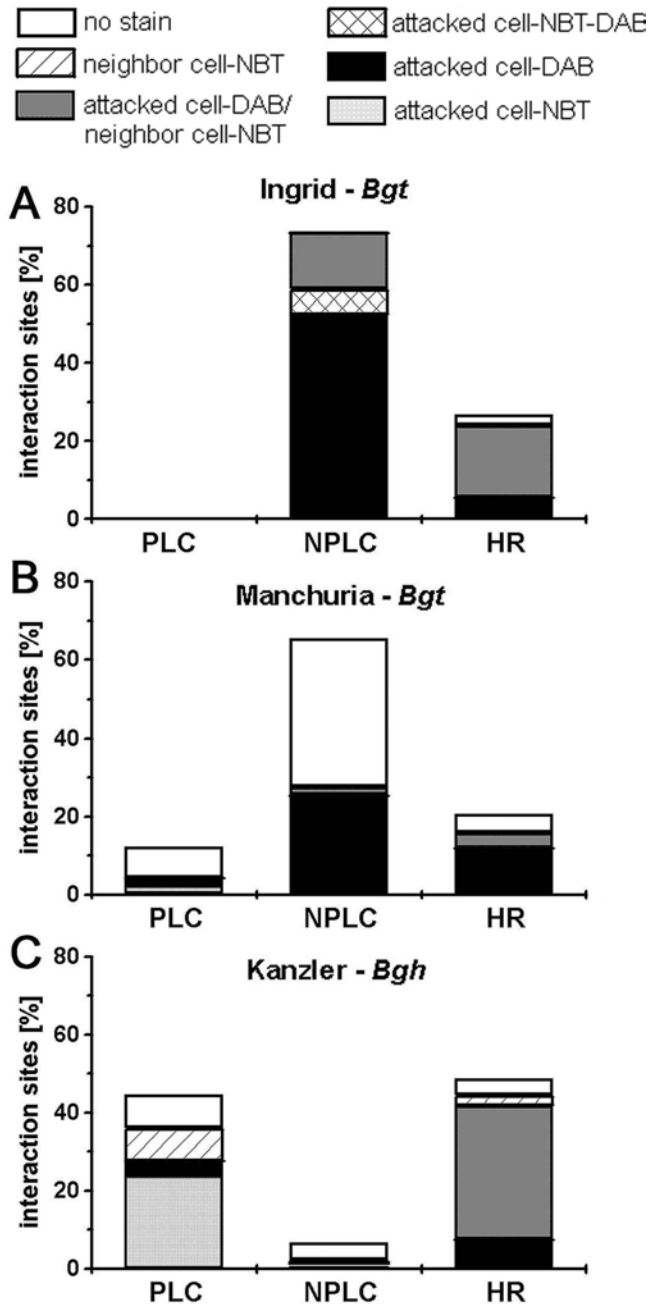 no stain
neighbor cell-NBT
attacked cell-DAB/
neighbor cell-NBT
attacked cell-NBT-DAB
attacked cell-DAB
attacked cell-NBT
A
Ingrid - Bgt
interaction sites [%]
80
60
40
20
0
PLC NPLC HR
B
Manchuria - Bgt
interaction sites [%]
80
60
40
20
0
PLC NPLC HR
C
Kanzler - Bgh
interaction sites [%]
80
60
40
20
0
PLC NPLC HR